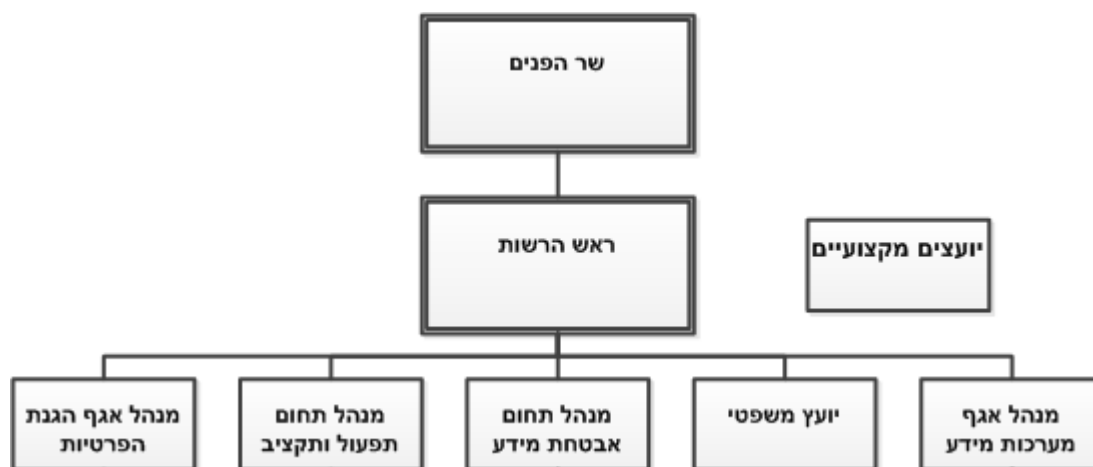 שר הפנים
ראש הרשות
יועצים מקצועיים
מנהל אגף
מערכות מידע
יועץ משפטי
מנהל תחום
אבטחת מידע
מנהל תחום
תפעול ותקציב
מנהל אגף הגנת
הפרטיות